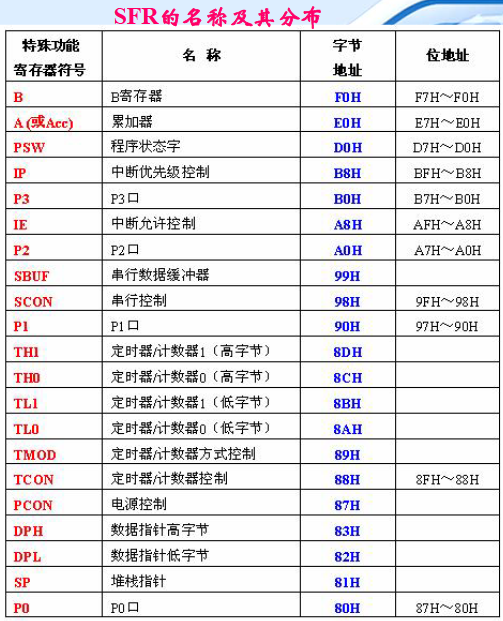 SFR的名称及其分布
特殊功能寄存器符号 名 称 字节地址 位地址
B B寄存器 F0H F7H～F0H
A(或Acc) 累加器 E0H E7H～E0H
PSW 程序状态字 D0H D7H～D0H
IP 中断优先级控制 B8H BFH～B8H
P3 P3口 B0H B7H～B0H
IE 中断允许控制 A8H AFH～A8H
P2 P2口 A0H A7H～A0H
SBUF 串行数据缓冲器 99H
SCON 串行控制 98H 9FH～98H
P1 P1口 90H 97H～90H
TH1 定时器/计数器1（高字节） 8DH
TH0 定时器/计数器0（高字节） 8CH
TL1 定时器/计数器1（低字节） 8BH
TL0 定时器/计数器0（低字节） 8AH
TMOD 定时器/计数器方式控制 89H
TCON 定时器/计数器控制 88H 8FH～88H
PCON 电源控制 87H
DPH 数据指针高字节 83H
DPL 数据指针低字节 82H
SP 堆栈指针 81H
P0 P0口 80H 87H～80H